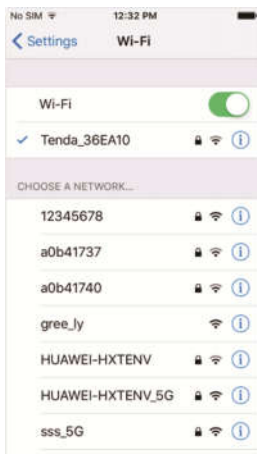 No SIM 12:32 PM
Settings Wi-Fi
Wi-Fi
Tenda_36EA10
CHOOSE A NETWORK...
12345678
a0b41737
a0b41740
gree_ly
HUAWEI-HXTENV
HUAWEI-HXTENV_5G
sss_5G